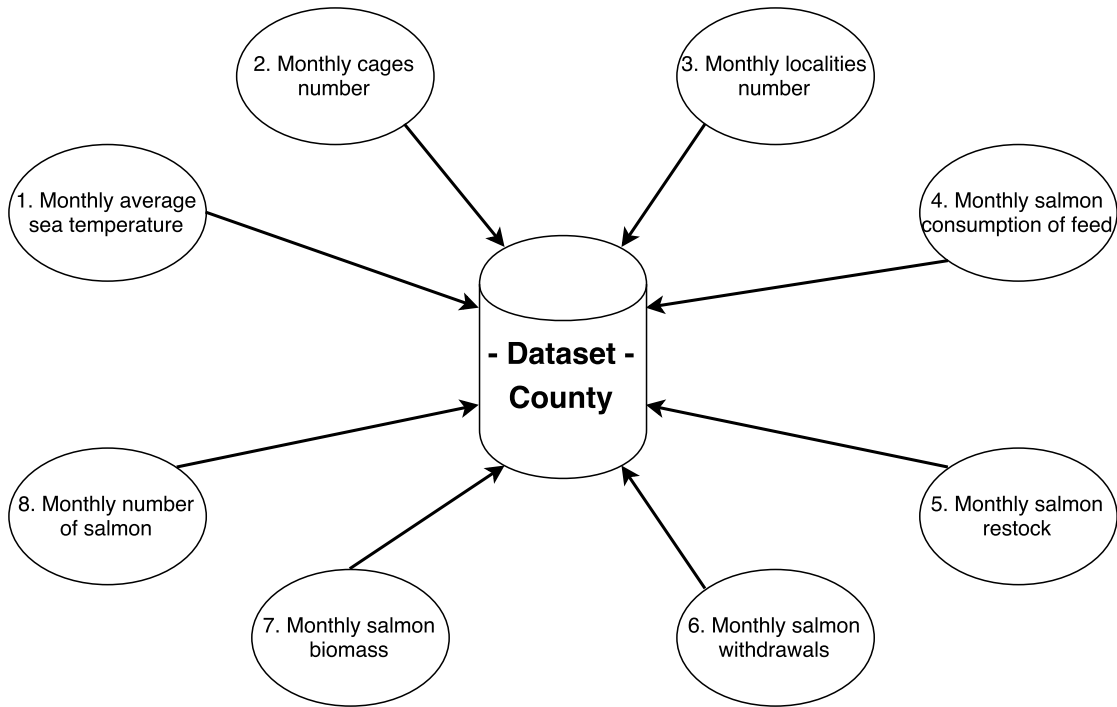 2. Monthly cages
number
3. Monthly localities
number
1. Monthly average
sea temperature
4. Monthly salmon
consumption of feed
- Dataset -
County
8. Monthly number
of salmon
5. Monthly salmon
restock
7. Monthly salmon
biomass
6. Monthly salmon
withdrawals